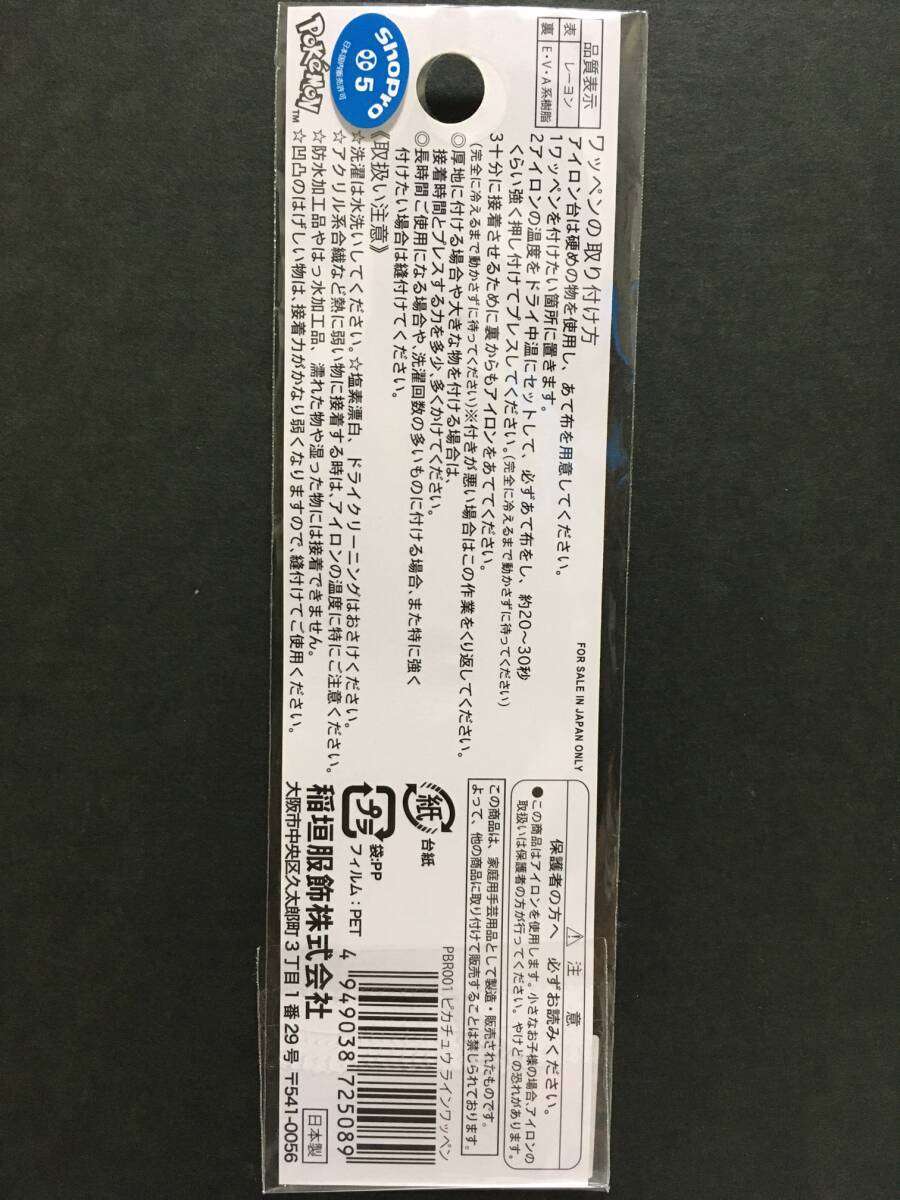 品質表示
表 レーヨン
裏 E・V・A系樹脂
ワッペンの取り付け方
アイロン台は硬めの物を使用し、あて布を用意してください。
1ワッペンを付けたい箇所に置きます。
2アイロンの温度をドライ中温にセットして、必ずあて布をし、約20〜30秒
くらい強く押し付けてプレスしてください。(完全に冷えるまで動かさずに待ってください)
3十分に接着させるために裏からもアイロンをあててください。
(完全に冷えるまで動かさずに待ってください)※付きが悪い場合はこの作業をくり返してください。
◎厚地に付ける場合や大きな物を付ける場合は、
接着時間とプレスする力を多少、多くかけてください。
◎長時間ご使用になる場合や、洗濯回数の多いものに付ける場合、また特に強く
付けたい場合は縫付けてください。
《取扱い注意》
☆洗濯は水洗いしてください。☆塩素漂白、ドライクリーニングはおさけください。
☆アクリル系合繊など熱に弱い物に接着する時は、アイロンの温度に特にご注意ください。
☆防水加工品やはっ水加工品、濡れた物や湿った物には接着できません。
☆凹凸のはげしい物は、接着力がかなり弱くなりますので、縫付けてご使用ください。
ShoPro
5
日本国内販売許可
POKéMON™
FOR SALE IN JAPAN ONLY
⚠ 注意
保護者の方へ 必ずお読みください。
●この商品はアイロンを使用します。小さなお子様の場合、アイロンの
取扱いは保護者の方が行ってください。やけどの恐れがあります。
この商品は、家庭用手芸用品として製造・販売されたものです。
よって、他の商品に取り付けて販売することは禁じられております。
PBR001 ピカチュウ ラインワッペン
紙
台紙
プラ
袋:PP
フィルム:PET
4 949038 725089
稲垣服飾株式会社
大阪市中央区久太郎町3丁目1番29号 〒541-0056
日本製